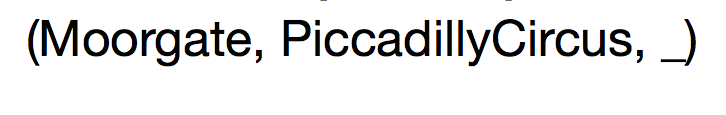 (Moorgate, PiccadillyCircus, _)